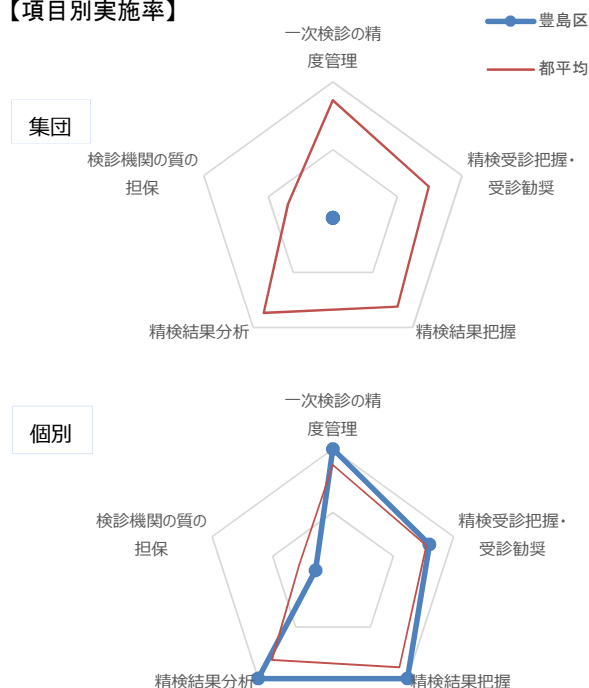 【項目別実施率】
豊島区
都平均
集団
一次検診の精
度管理
検診機関の質の
担保
精検受診把握・
受診勧奨
精検結果分析
精検結果把握
個別
一次検診の精
度管理
検診機関の質の
担保
精検受診把握・
受診勧奨
精検結果分析
精検結果把握